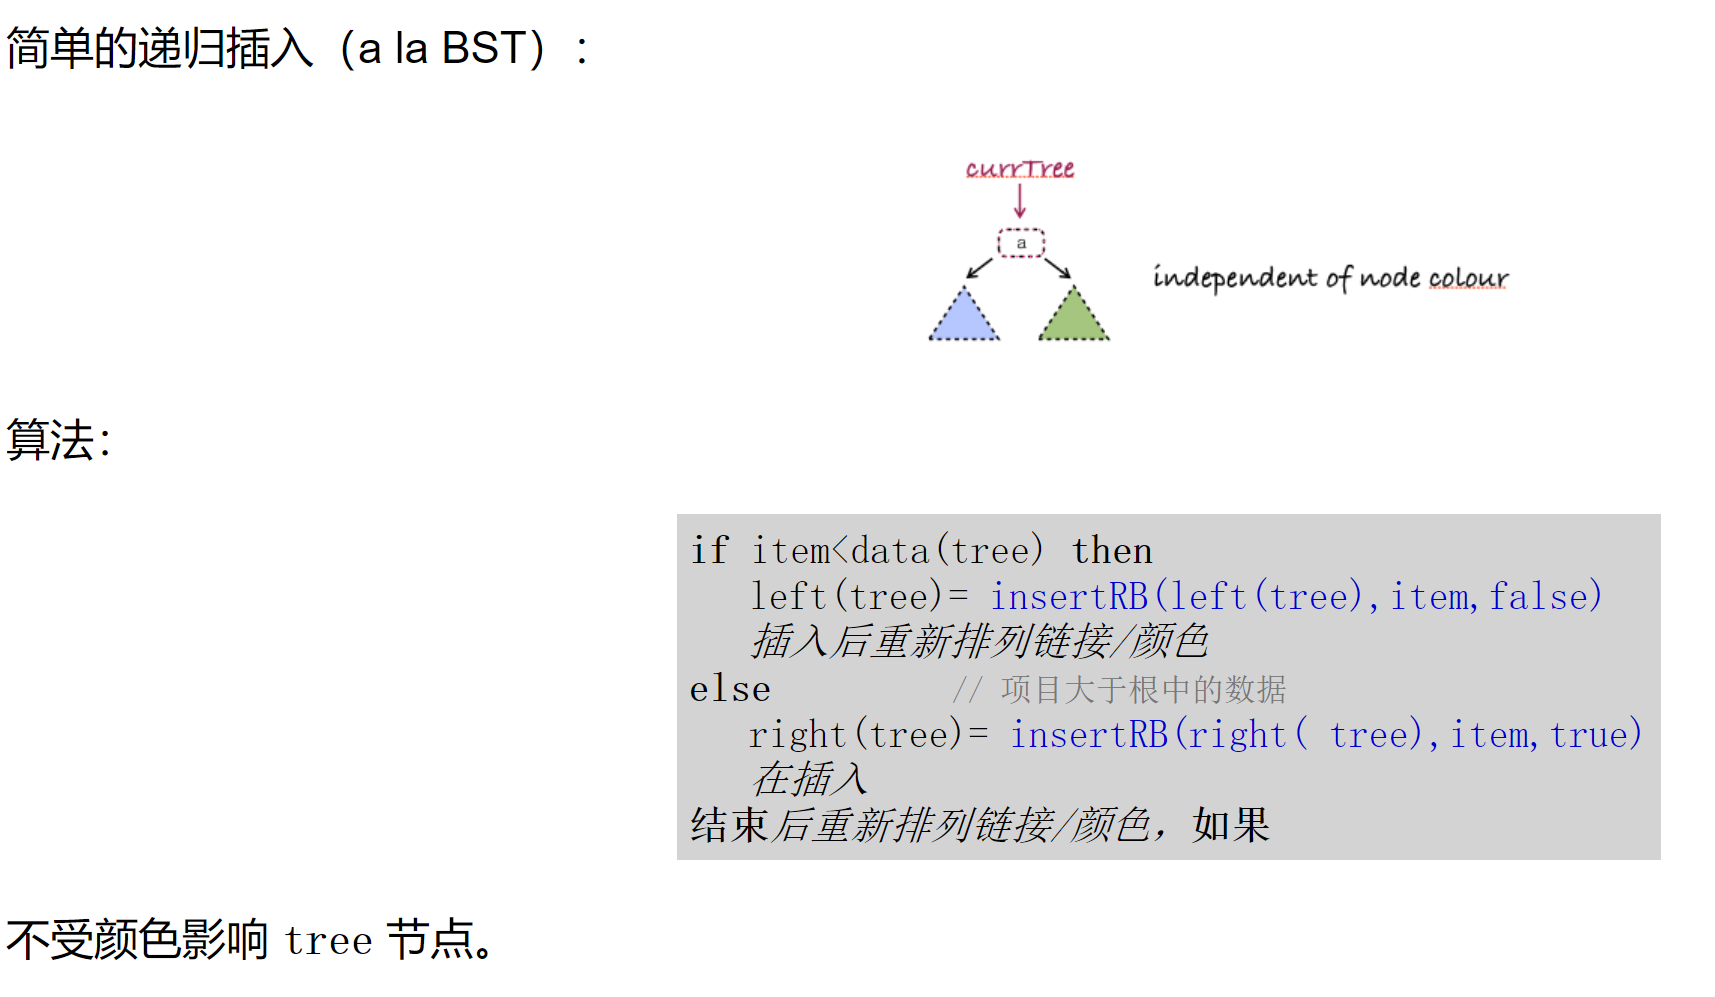 简单的递归插入（a la BST）：
currTree
a
independent of node colour
算法：
if item<data(tree) then
left(tree)= insertRB(left(tree),item,false)
插入后重新排列链接/颜色
else // 项目大于根中的数据
right(tree)= insertRB(right( tree),item,true)
在插入
结束后重新排列链接/颜色，如果
不受颜色影响 tree 节点。